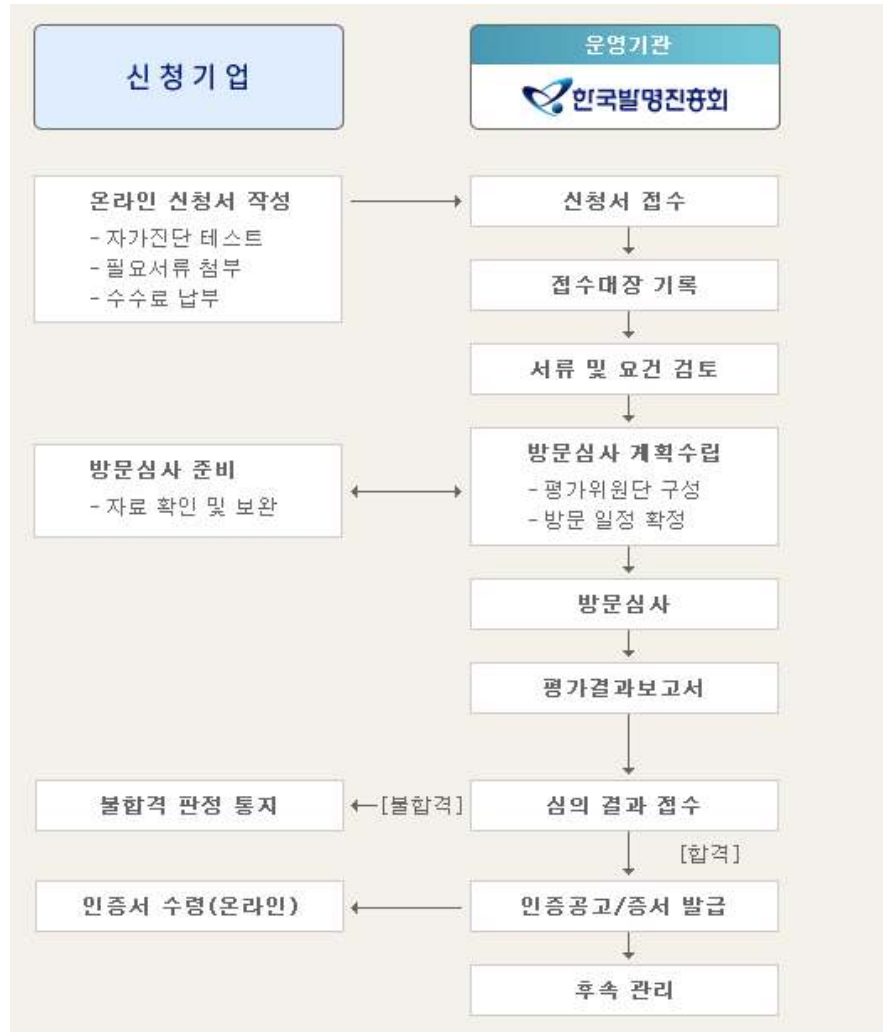 신청기업
운영기관
한국발명진흥회
온라인 신청서 작성
- 자가진단 테스트
- 필요서류 첨부
- 수수료 납부
신청서 접수
접수대장 기록
서류 및 요건 검토
방문심사 준비
- 자료 확인 및 보완
방문심사 계획수립
- 평가위원단 구성
- 방문 일정 확정
방문심사
평가결과보고서
불합격 판정 통지
[불합격]
심의 결과 접수
[합격]
인증서 수령(온라인)
인증공고/증서 발급
후속 관리